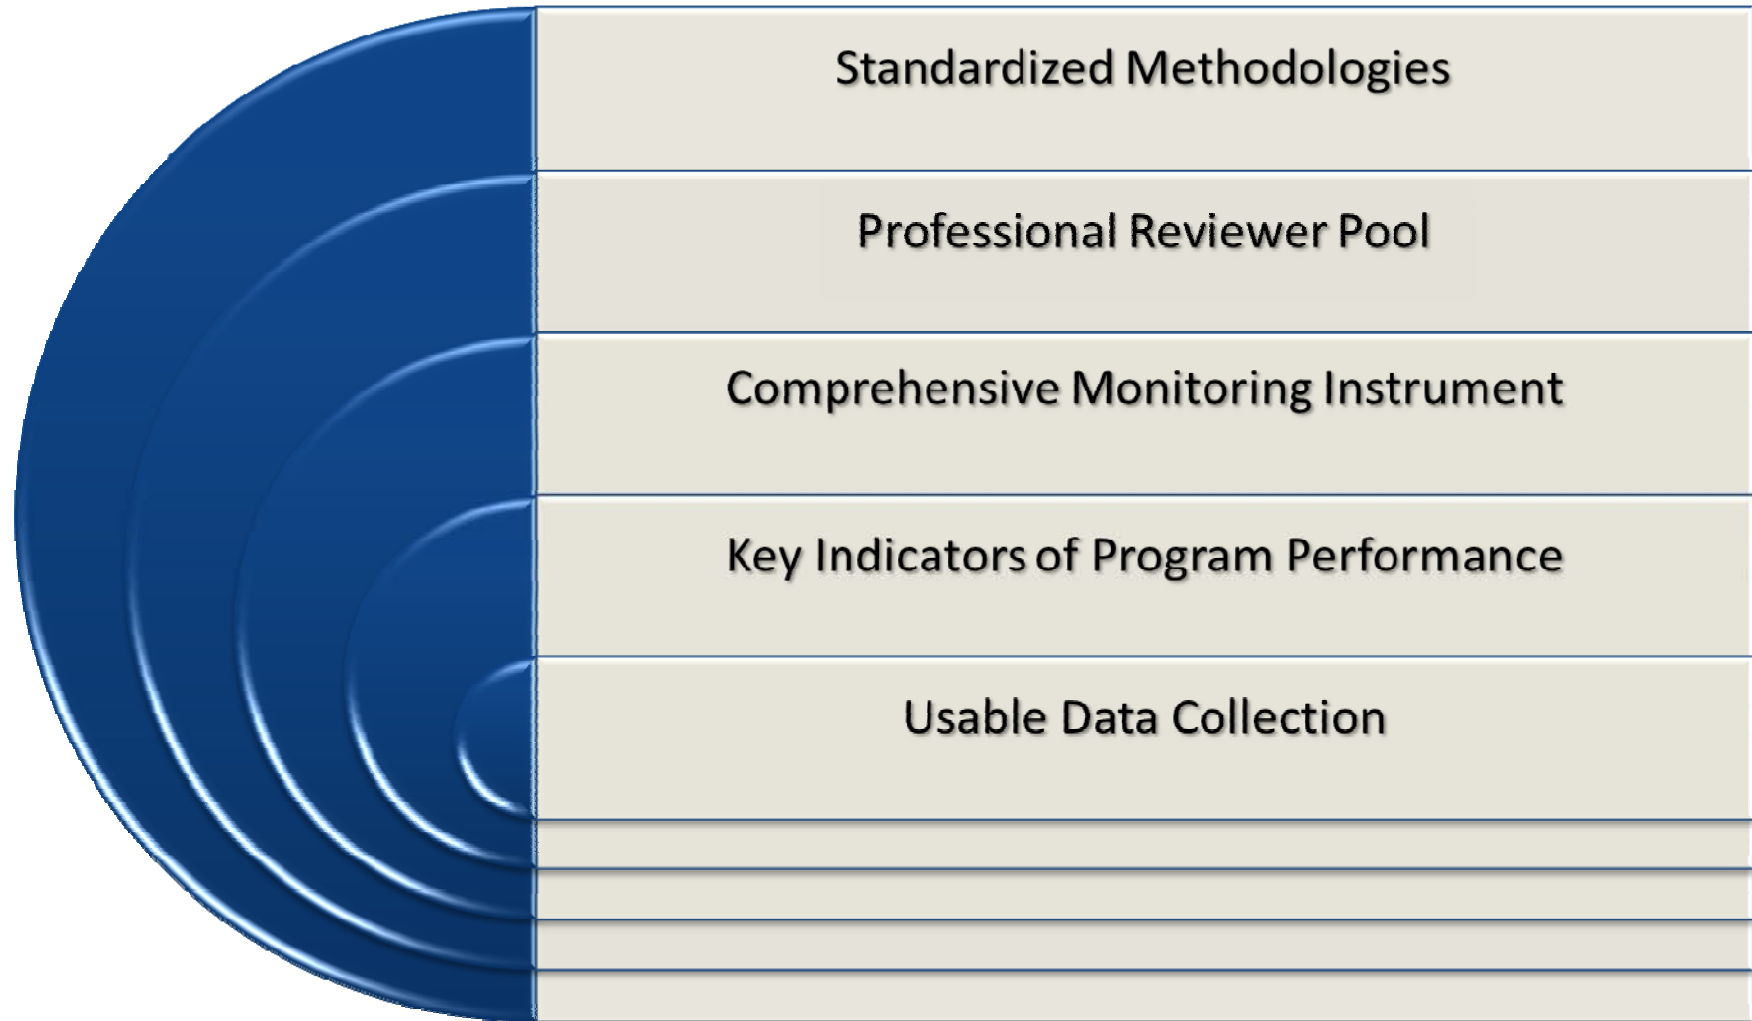 Standardized Methodologies
Professional Reviewer Pool
Comprehensive Monitoring Instrument
Key Indicators of Program Performance
Usable Data Collection